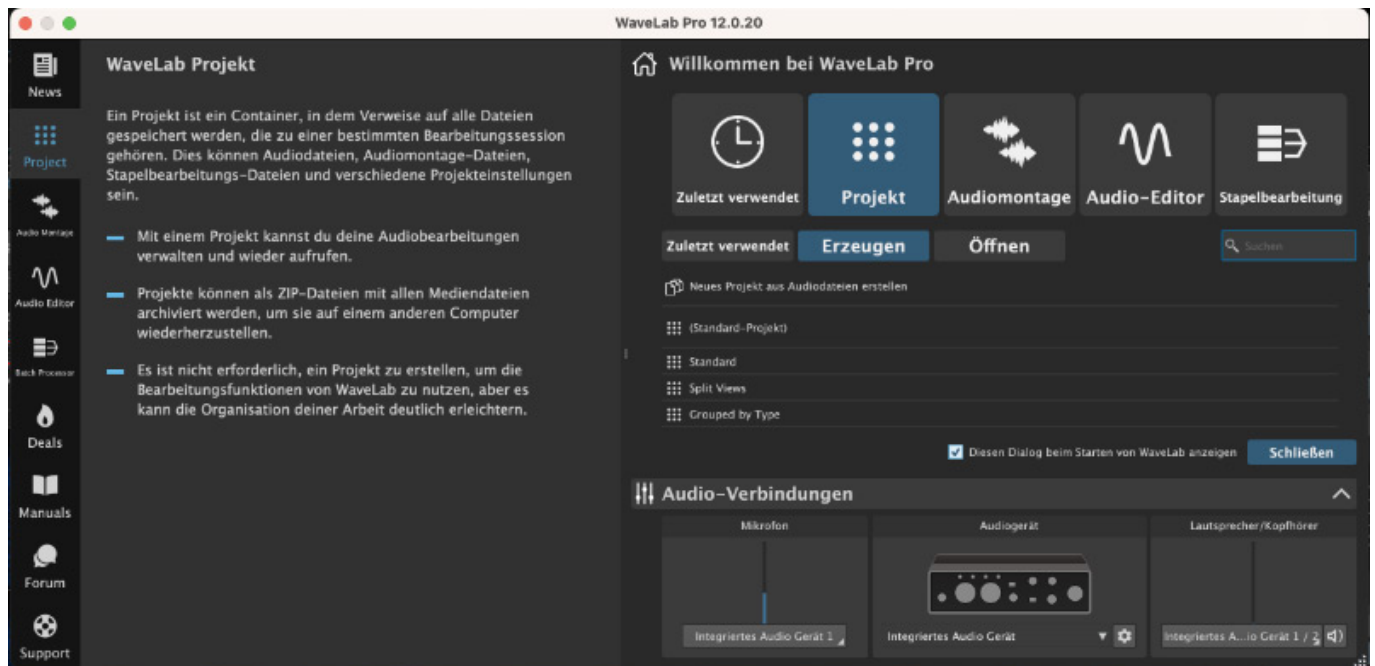 WaveLab Pro 12.0.20
News
Project
Audio Montage
Audio Editor
Batch Processor
Deals
Manuals
Forum
Support
WaveLab Projekt
Ein Projekt ist ein Container, in dem Verweise auf alle Dateien
gespeichert werden, die zu einer bestimmten Bearbeitungssession
gehören. Dies können Audiodateien, Audiomontage-Dateien,
Stapelbearbeitungs-Dateien und verschiedene Projekteinstellungen
sein.
Mit einem Projekt kannst du deine Audiobearbeitungen
verwalten und wieder aufrufen.
Projekte können als ZIP-Dateien mit allen Mediendateien
archiviert werden, um sie auf einem anderen Computer
wiederherzustellen.
Es ist nicht erforderlich, ein Projekt zu erstellen, um die
Bearbeitungsfunktionen von WaveLab zu nutzen, aber es
kann die Organisation deiner Arbeit deutlich erleichtern.
Willkommen bei WaveLab Pro
Zuletzt verwendet
Projekt
Audiomontage
Audio-Editor
Stapelbearbeitung
Zuletzt verwendet
Erzeugen
Öffnen
Suchen
Neues Projekt aus Audiodateien erstellen
(Standard-Projekt)
Standard
Split Views
Grouped by Type
Diesen Dialog beim Starten von WaveLab anzeigen
Schließen
Audio-Verbindungen
Mikrofon
Audiogerät
Lautsprecher/Kopfhörer
Integriertes Audio Gerät 1
Integriertes Audio Gerät
Integriertes A...io Gerät 1 / 2